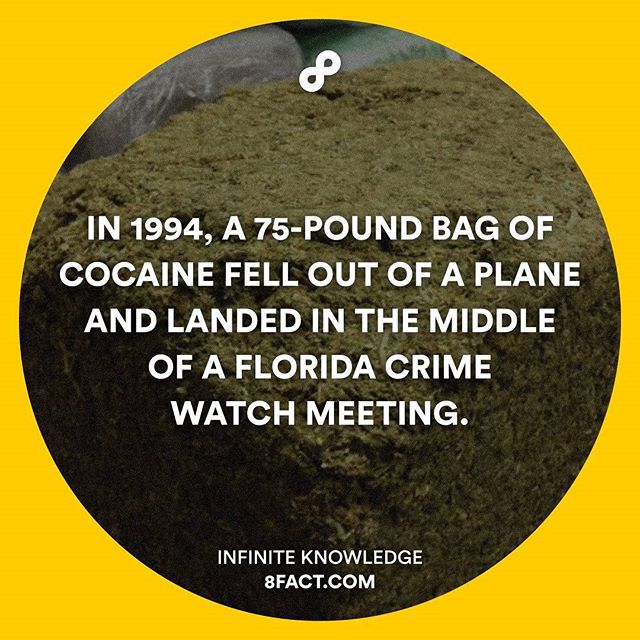 IN 1994, A 75-POUND BAG OF
COCAINE FELL OUT OF A PLANE
AND LANDED IN THE MIDDLE
OF A FLORIDA CRIME
WATCH MEETING.
INFINITE KNOWLEDGE
8FACT.COM